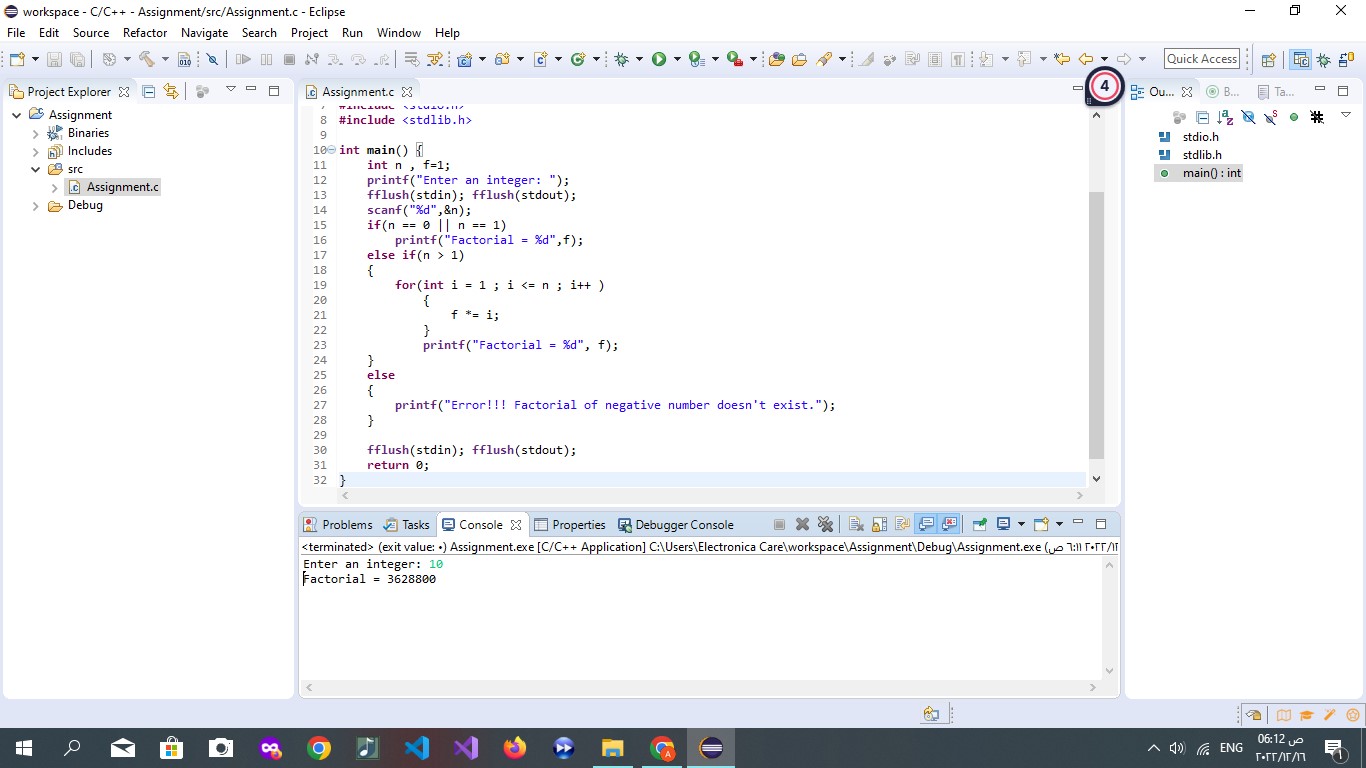 workspace - C/C++ - Assignment/src/Assignment.c - Eclipse
File Edit Source Refactor Navigate Search Project Run Window Help
Quick Access
Project Explorer
Assignment.c
4
Ou...
B...
Ta...
Assignment
Binaries
Includes
src
Assignment.c
Debug
7 #include <stdio.h>
8 #include <stdlib.h>
9
10 int main() {
11 int n , f=1;
12 printf("Enter an integer: ");
13 fflush(stdin); fflush(stdout);
14 scanf("%d",&n);
15 if(n == 0 || n == 1)
16 printf("Factorial = %d",f);
17 else if(n > 1)
18 {
19 for(int i = 1 ; i <= n ; i++ )
20 {
21 f *= i;
22 }
23 printf("Factorial = %d", f);
24 }
25 else
26 {
27 printf("Error!!! Factorial of negative number doesn't exist.");
28 }
29
30 fflush(stdin); fflush(stdout);
31 return 0;
32 }
stdio.h
stdlib.h
main() : int
Problems Tasks Console Properties Debugger Console
<terminated> (exit value: ٠) Assignment.exe [C/C++ Application] C:\Users\Electronica Care\workspace\Assignment\Debug\Assignment.exe (ص ٦:١١
Enter an integer: 10
Factorial = 3628800
ENG
06:12 ص
1